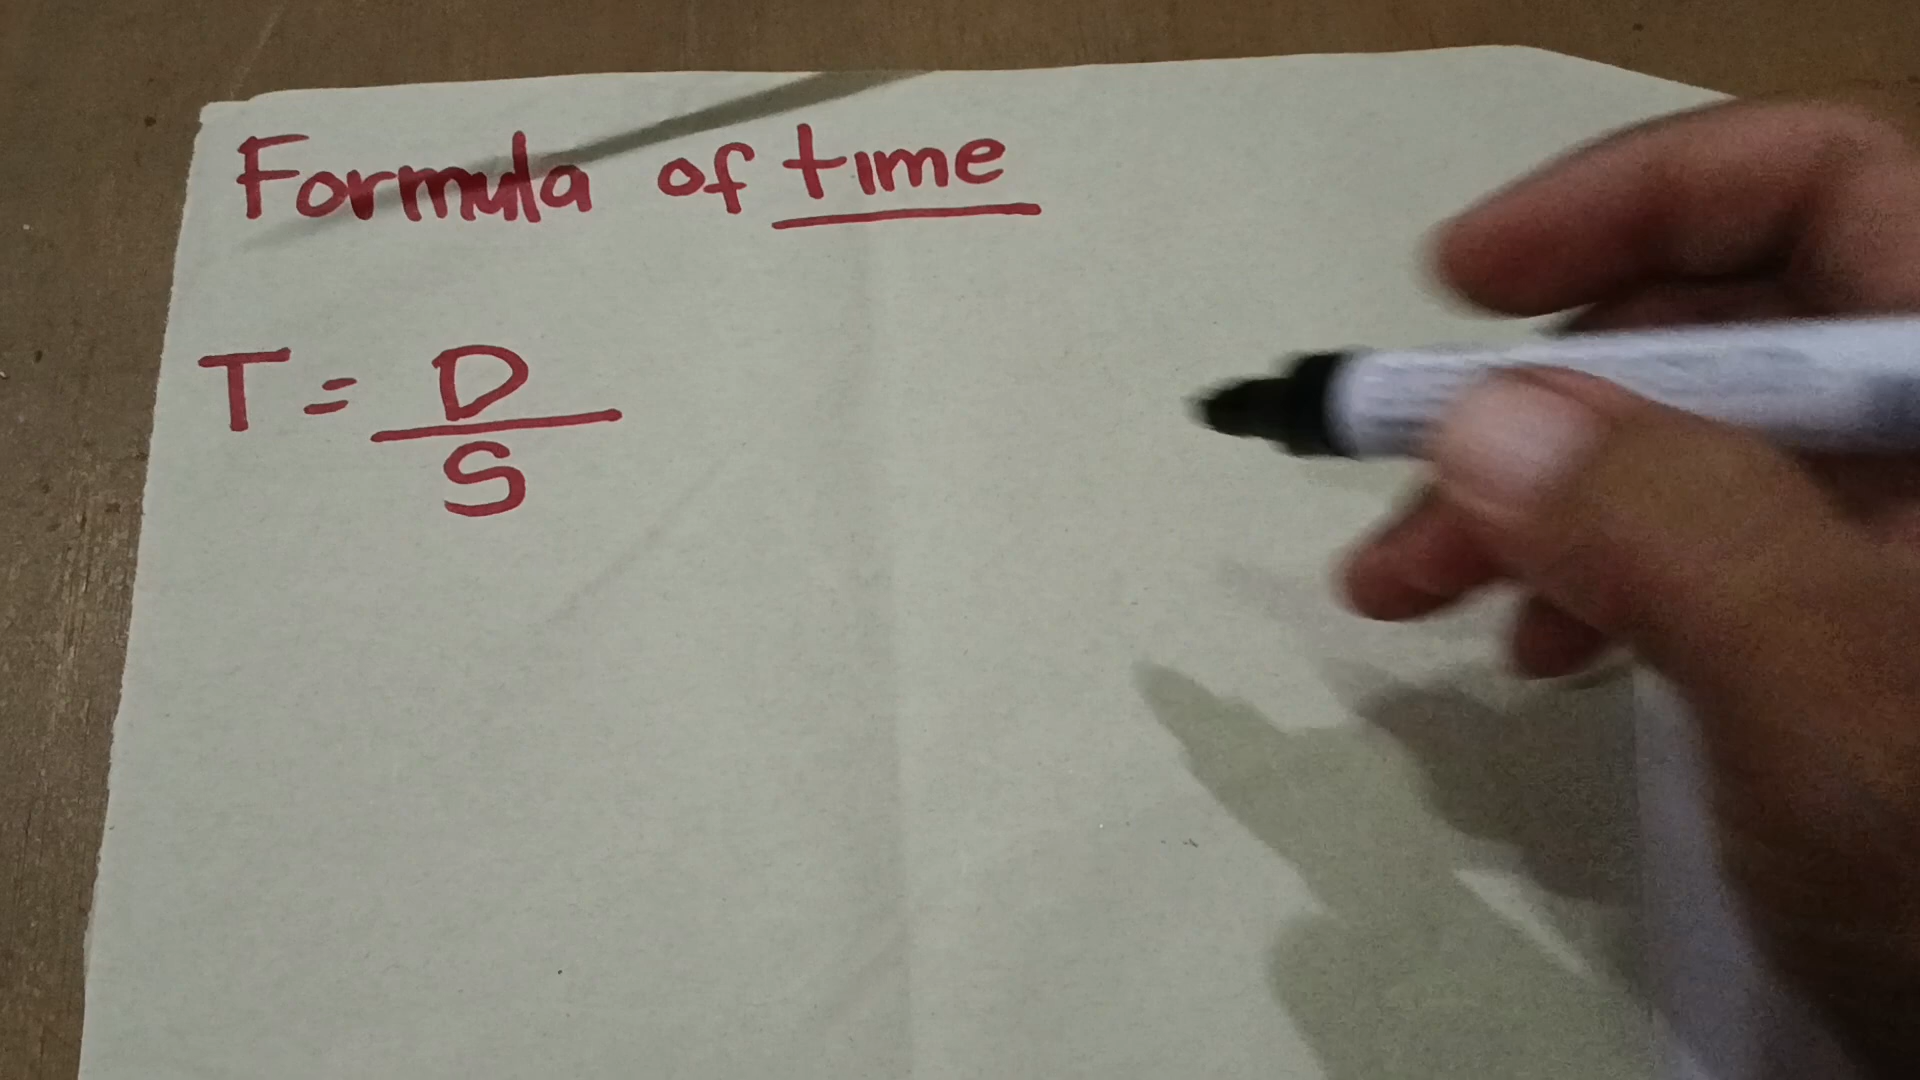 Formula of time
T = D
S